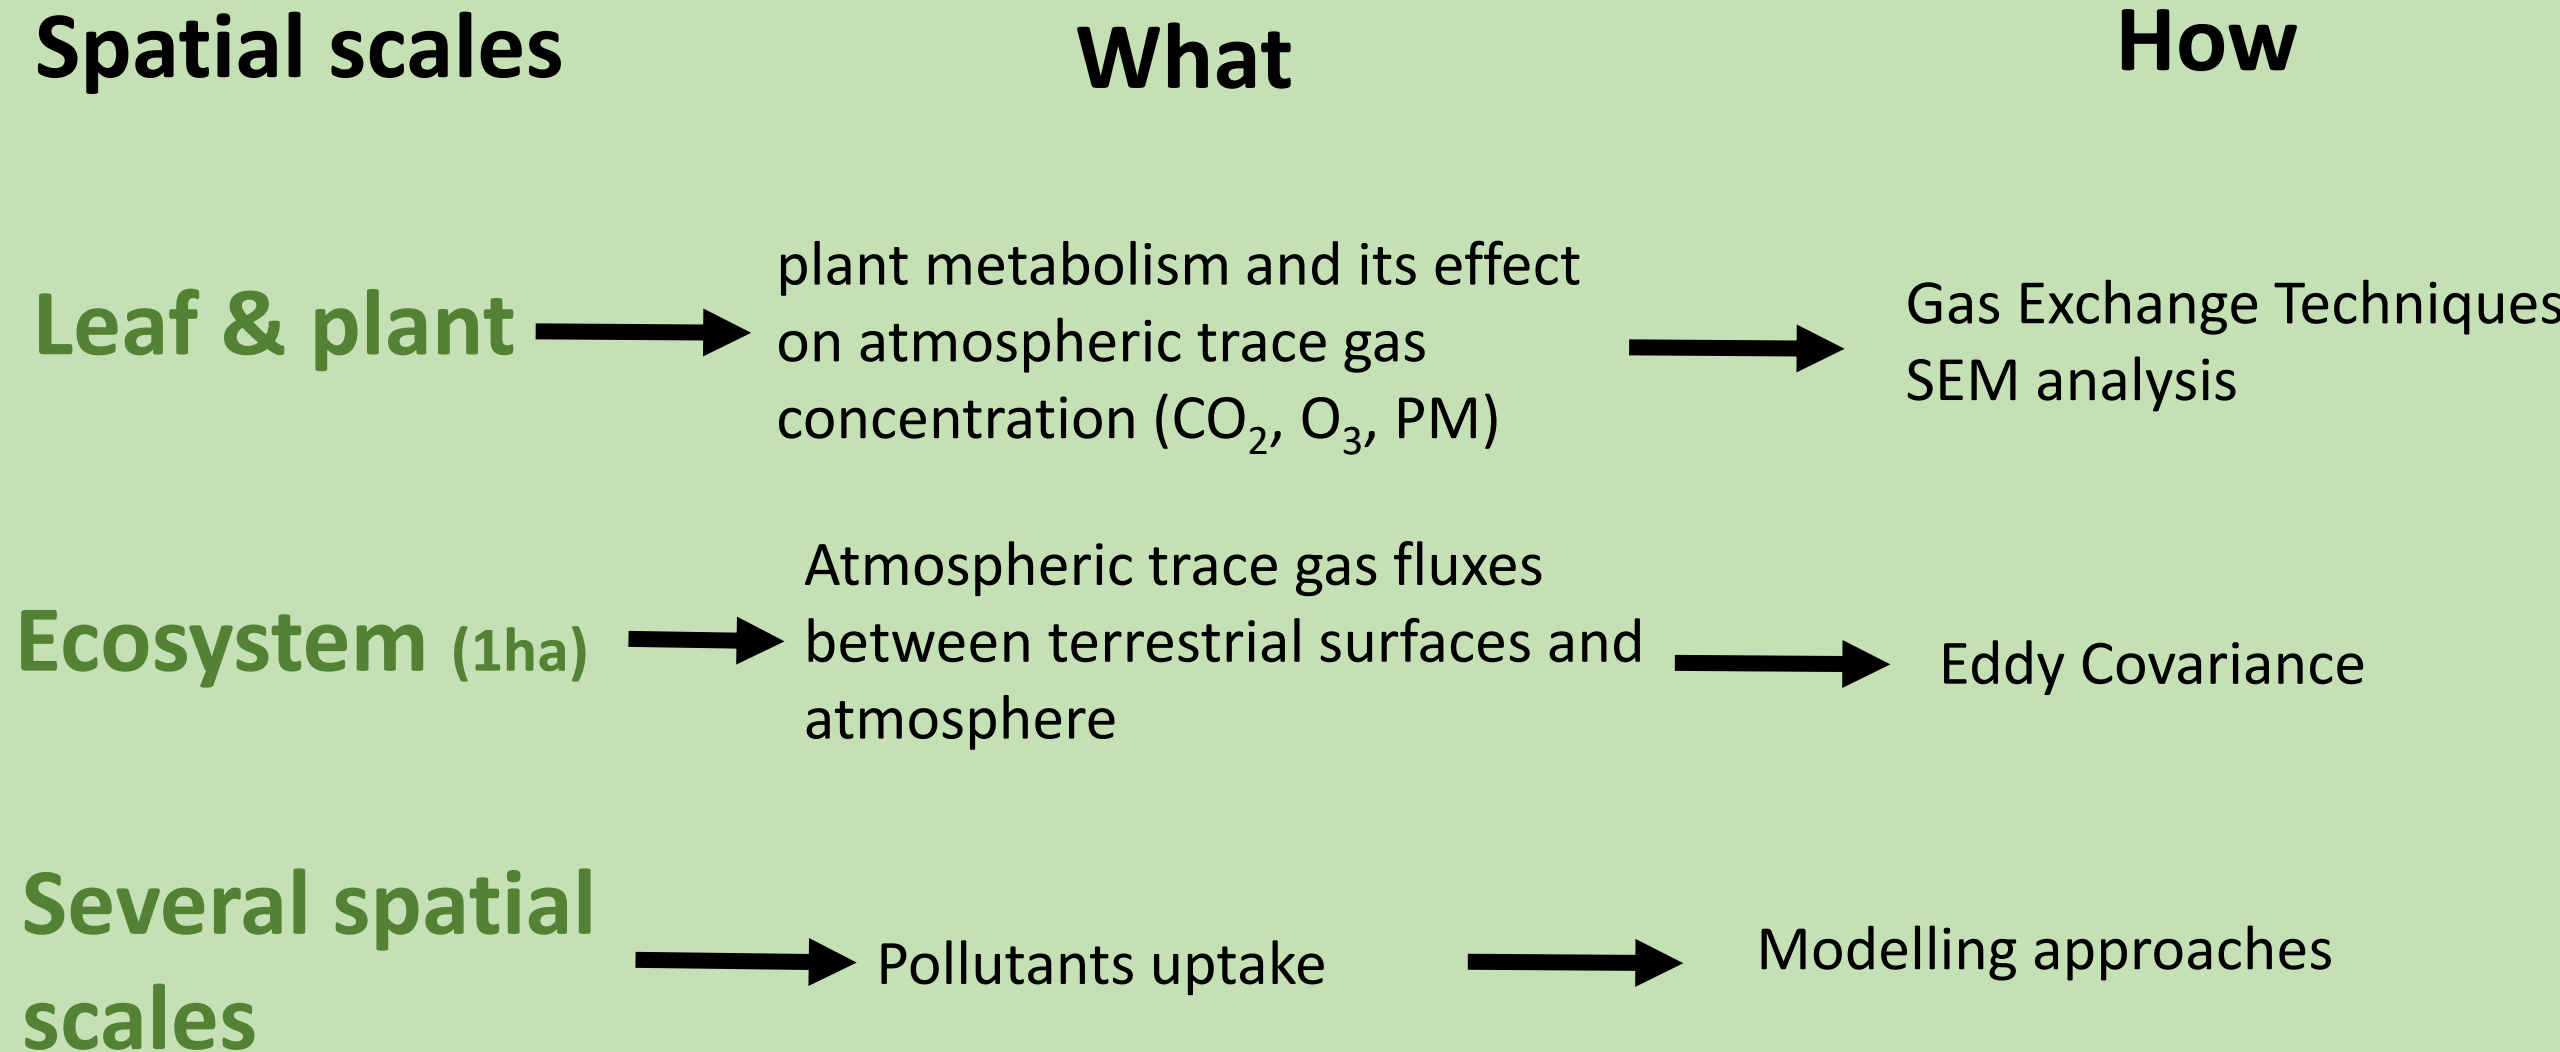 Spatial scales
What
How
Leaf & plant
plant metabolism and its effect
on atmospheric trace gas
concentration (CO₂, O₃, PM)
Gas Exchange Techniques
SEM analysis
Ecosystem (1ha)
Atmospheric trace gas fluxes
between terrestrial surfaces and
atmosphere
Eddy Covariance
Several spatial
scales
Pollutants uptake
Modelling approaches